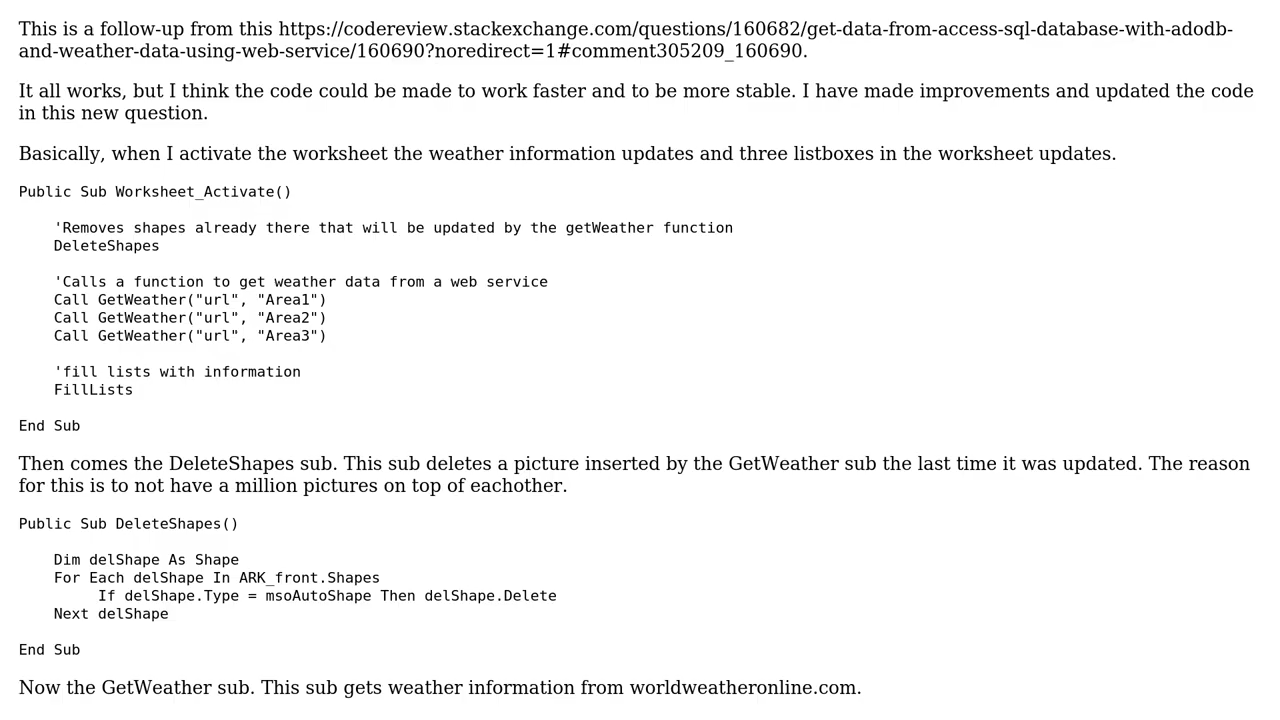 This is a follow-up from this https://codereview.stackexchange.com/questions/160682/get-data-from-access-sql-database-with-adodb-
and-weather-data-using-web-service/160690?noredirect=1#comment305209_160690.
It all works, but I think the code could be made to work faster and to be more stable. I have made improvements and updated the code
in this new question.
Basically, when I activate the worksheet the weather information updates and three listboxes in the worksheet updates.
Public Sub Worksheet_Activate()
    'Removes shapes already there that will be updated by the getWeather function
    DeleteShapes
    'Calls a function to get weather data from a web service
    Call GetWeather("url", "Area1")
    Call GetWeather("url", "Area2")
    Call GetWeather("url", "Area3")
    'fill lists with information
    FillLists
End Sub
Then comes the DeleteShapes sub. This sub deletes a picture inserted by the GetWeather sub the last time it was updated. The reason
for this is to not have a million pictures on top of eachother.
Public Sub DeleteShapes()
    Dim delShape As Shape
    For Each delShape In ARK_front.Shapes
         If delShape.Type = msoAutoShape Then delShape.Delete
    Next delShape
End Sub
Now the GetWeather sub. This sub gets weather information from worldweatheronline.com.